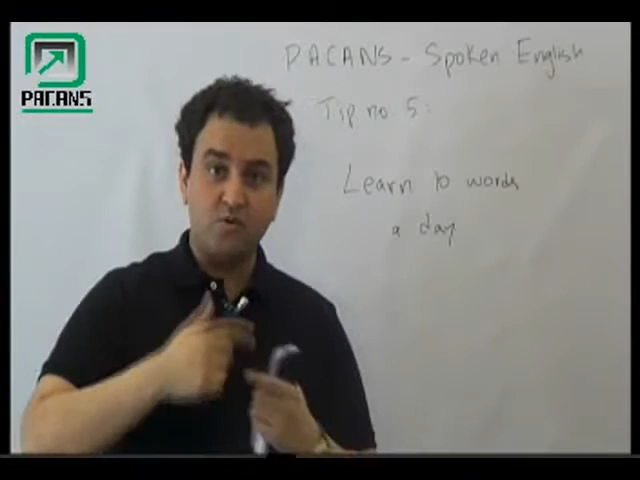 PACANS
PACANS - Spoken English
Tip no. 5:
Learn 10 words
a day